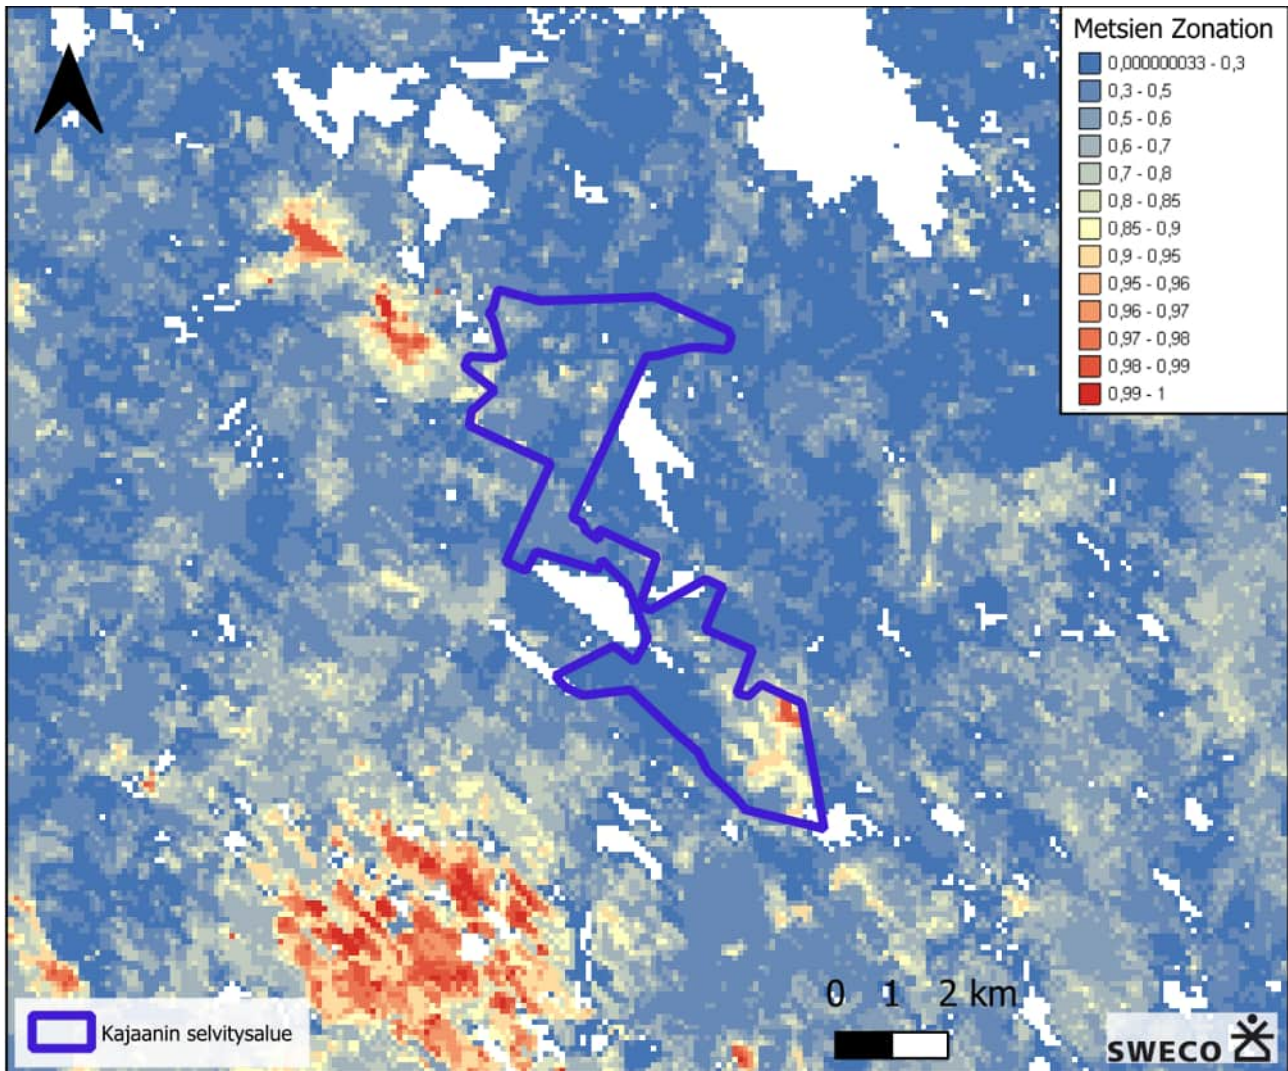 Metsien Zonation
0,000000033 - 0,3
0,3 - 0,5
0,5 - 0,6
0,6 - 0,7
0,7 - 0,8
0,8 - 0,85
0,85 - 0,9
0,9 - 0,95
0,95 - 0,96
0,96 - 0,97
0,97 - 0,98
0,98 - 0,99
0,99 - 1
0 1 2 km
Kajaanin selvitysalue
SWECO